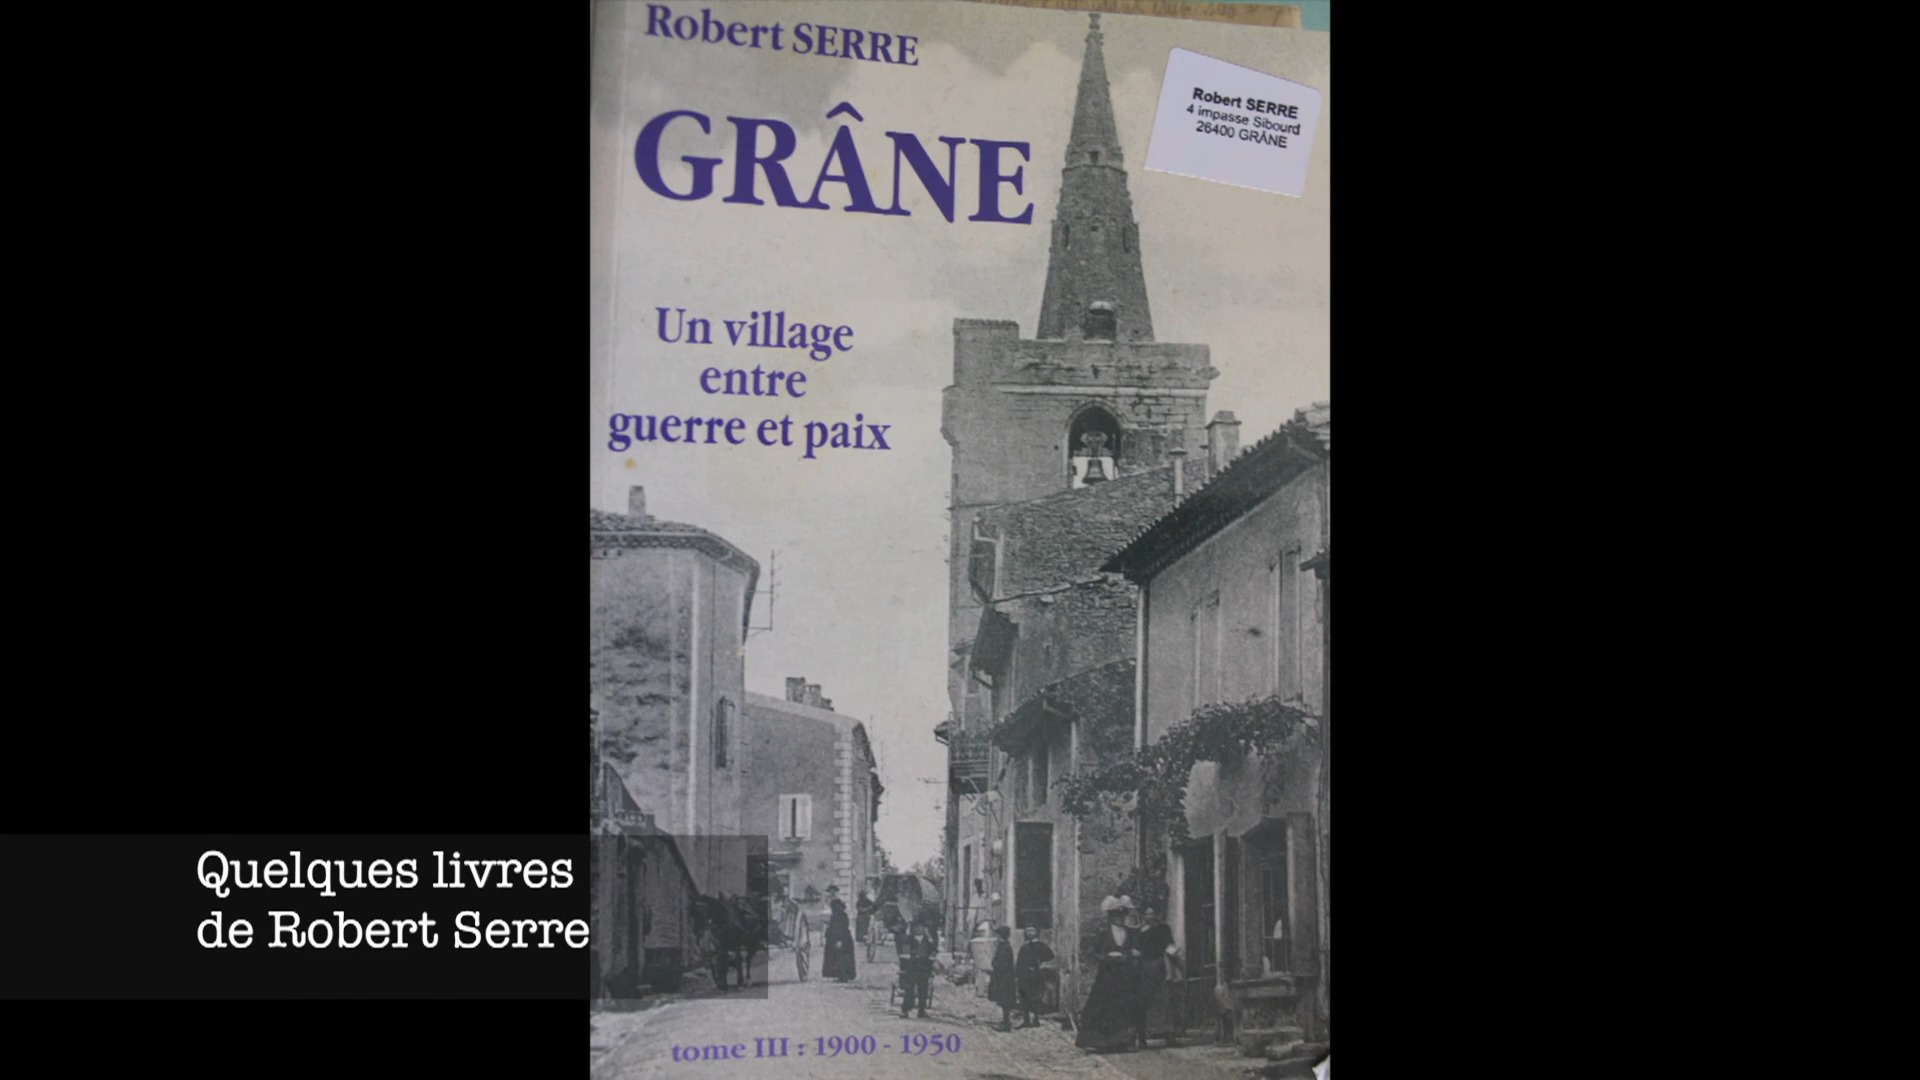 Robert SERRE
GRÂNE
Un village
entre
guerre et paix
tome III : 1900 - 1950
Robert SERRE
4 impasse Sibourd
26400 GRÂNE
Quelques livres
de Robert Serre